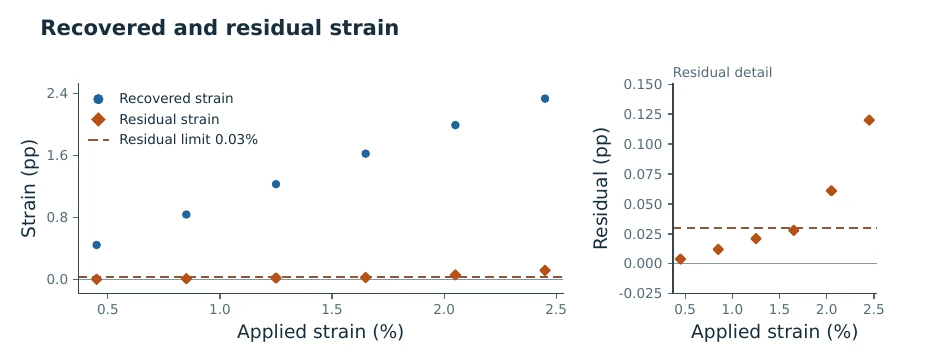 Recovered and residual strain
Recovered strain
Residual strain
Residual limit 0.03%
Strain (pp)
2.4
1.6
0.8
0.0
0.5
1.0
1.5
2.0
2.5
Applied strain (%)
Residual detail
Residual (pp)
0.150
0.125
0.100
0.075
0.050
0.025
0.000
-0.025
0.5
1.0
1.5
2.0
2.5
Applied strain (%)